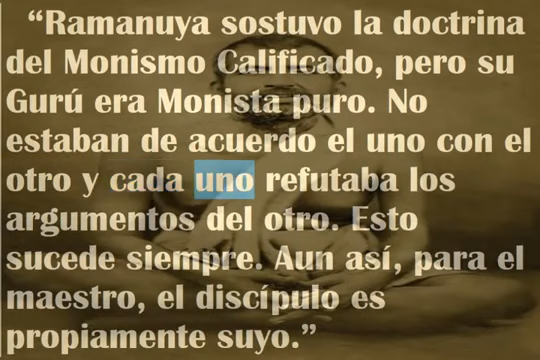 “Ramanuya sostuvo la doctrina
del Monismo Calificado, pero su
Gurú era Monista puro. No
estaban de acuerdo el uno con el
otro y cada uno refutaba los
argumentos del otro. Esto
sucede siempre. Aun así, para el
maestro, el discípulo es
propiamente suyo.”